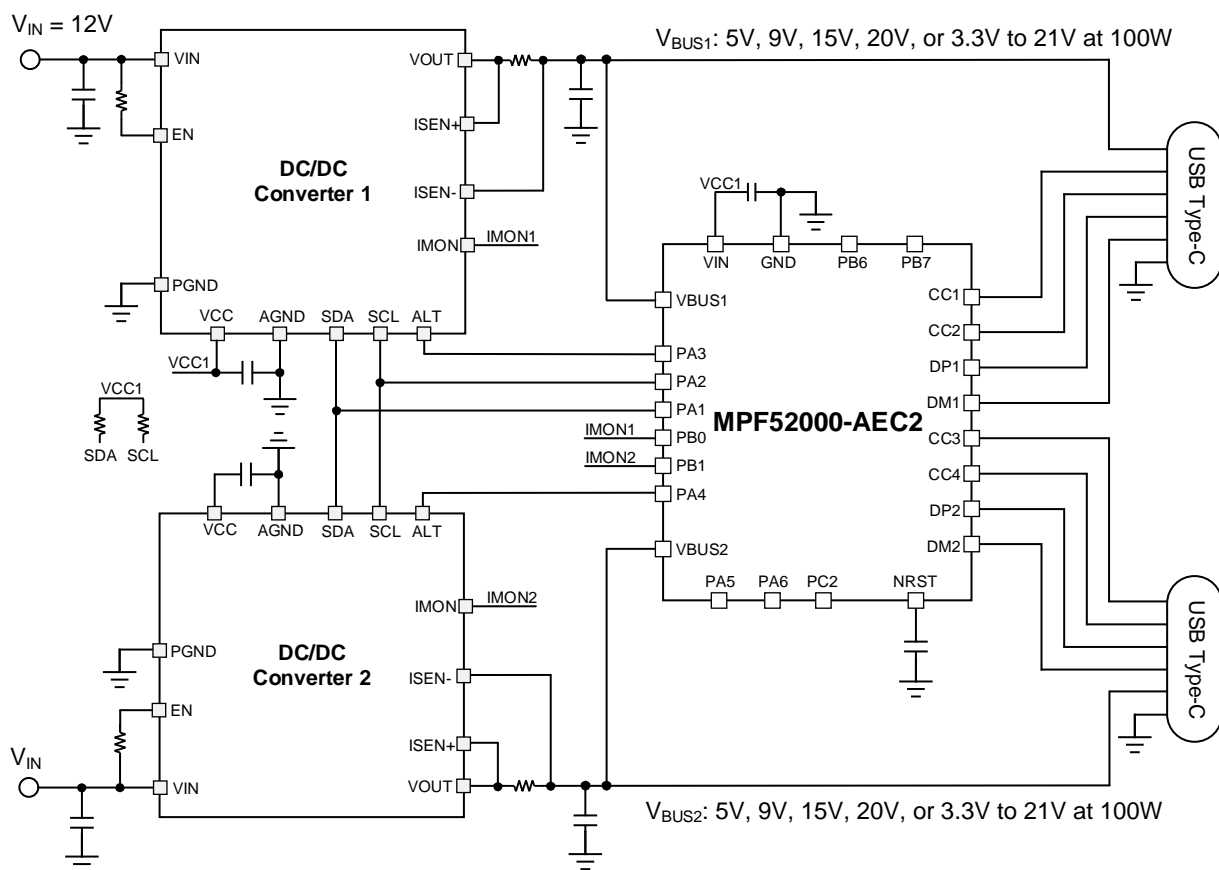 VIN = 12V
VBUS1: 5V, 9V, 15V, 20V, or 3.3V to 21V at 100W
VIN
VOUT
ISEN+
EN
DC/DC
Converter 1
ISEN-
IMON
IMON1
PGND
VCC
AGND
SDA
SCL
ALT
VCC1
VCC1
SDA
SCL
VCC1
VIN
GND
PB6
PB7
VBUS1
PA3
PA2
PA1
IMON1
PB0
IMON2
PB1
PA4
VBUS2
MPF52000-AEC2
CC1
CC2
DP1
DM1
CC3
CC4
DP2
DM2
PA5
PA6
PC2
NRST
USB Type-C
USB Type-C
VCC
AGND
SDA
SCL
ALT
IMON
IMON2
PGND
DC/DC
Converter 2
ISEN-
EN
ISEN+
VIN
VIN
VOUT
VBUS2: 5V, 9V, 15V, 20V, or 3.3V to 21V at 100W